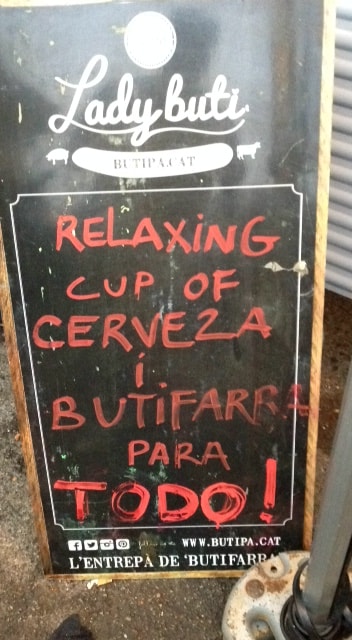 Lady buti
BUTIPA.CAT
RELAXING
CUP OF
CERVEZA
i
BUTIFARRA
PARA
TODO!
WWW.BUTIPA.CAT
L'ENTREPÀ DE 'BUTIFARRA